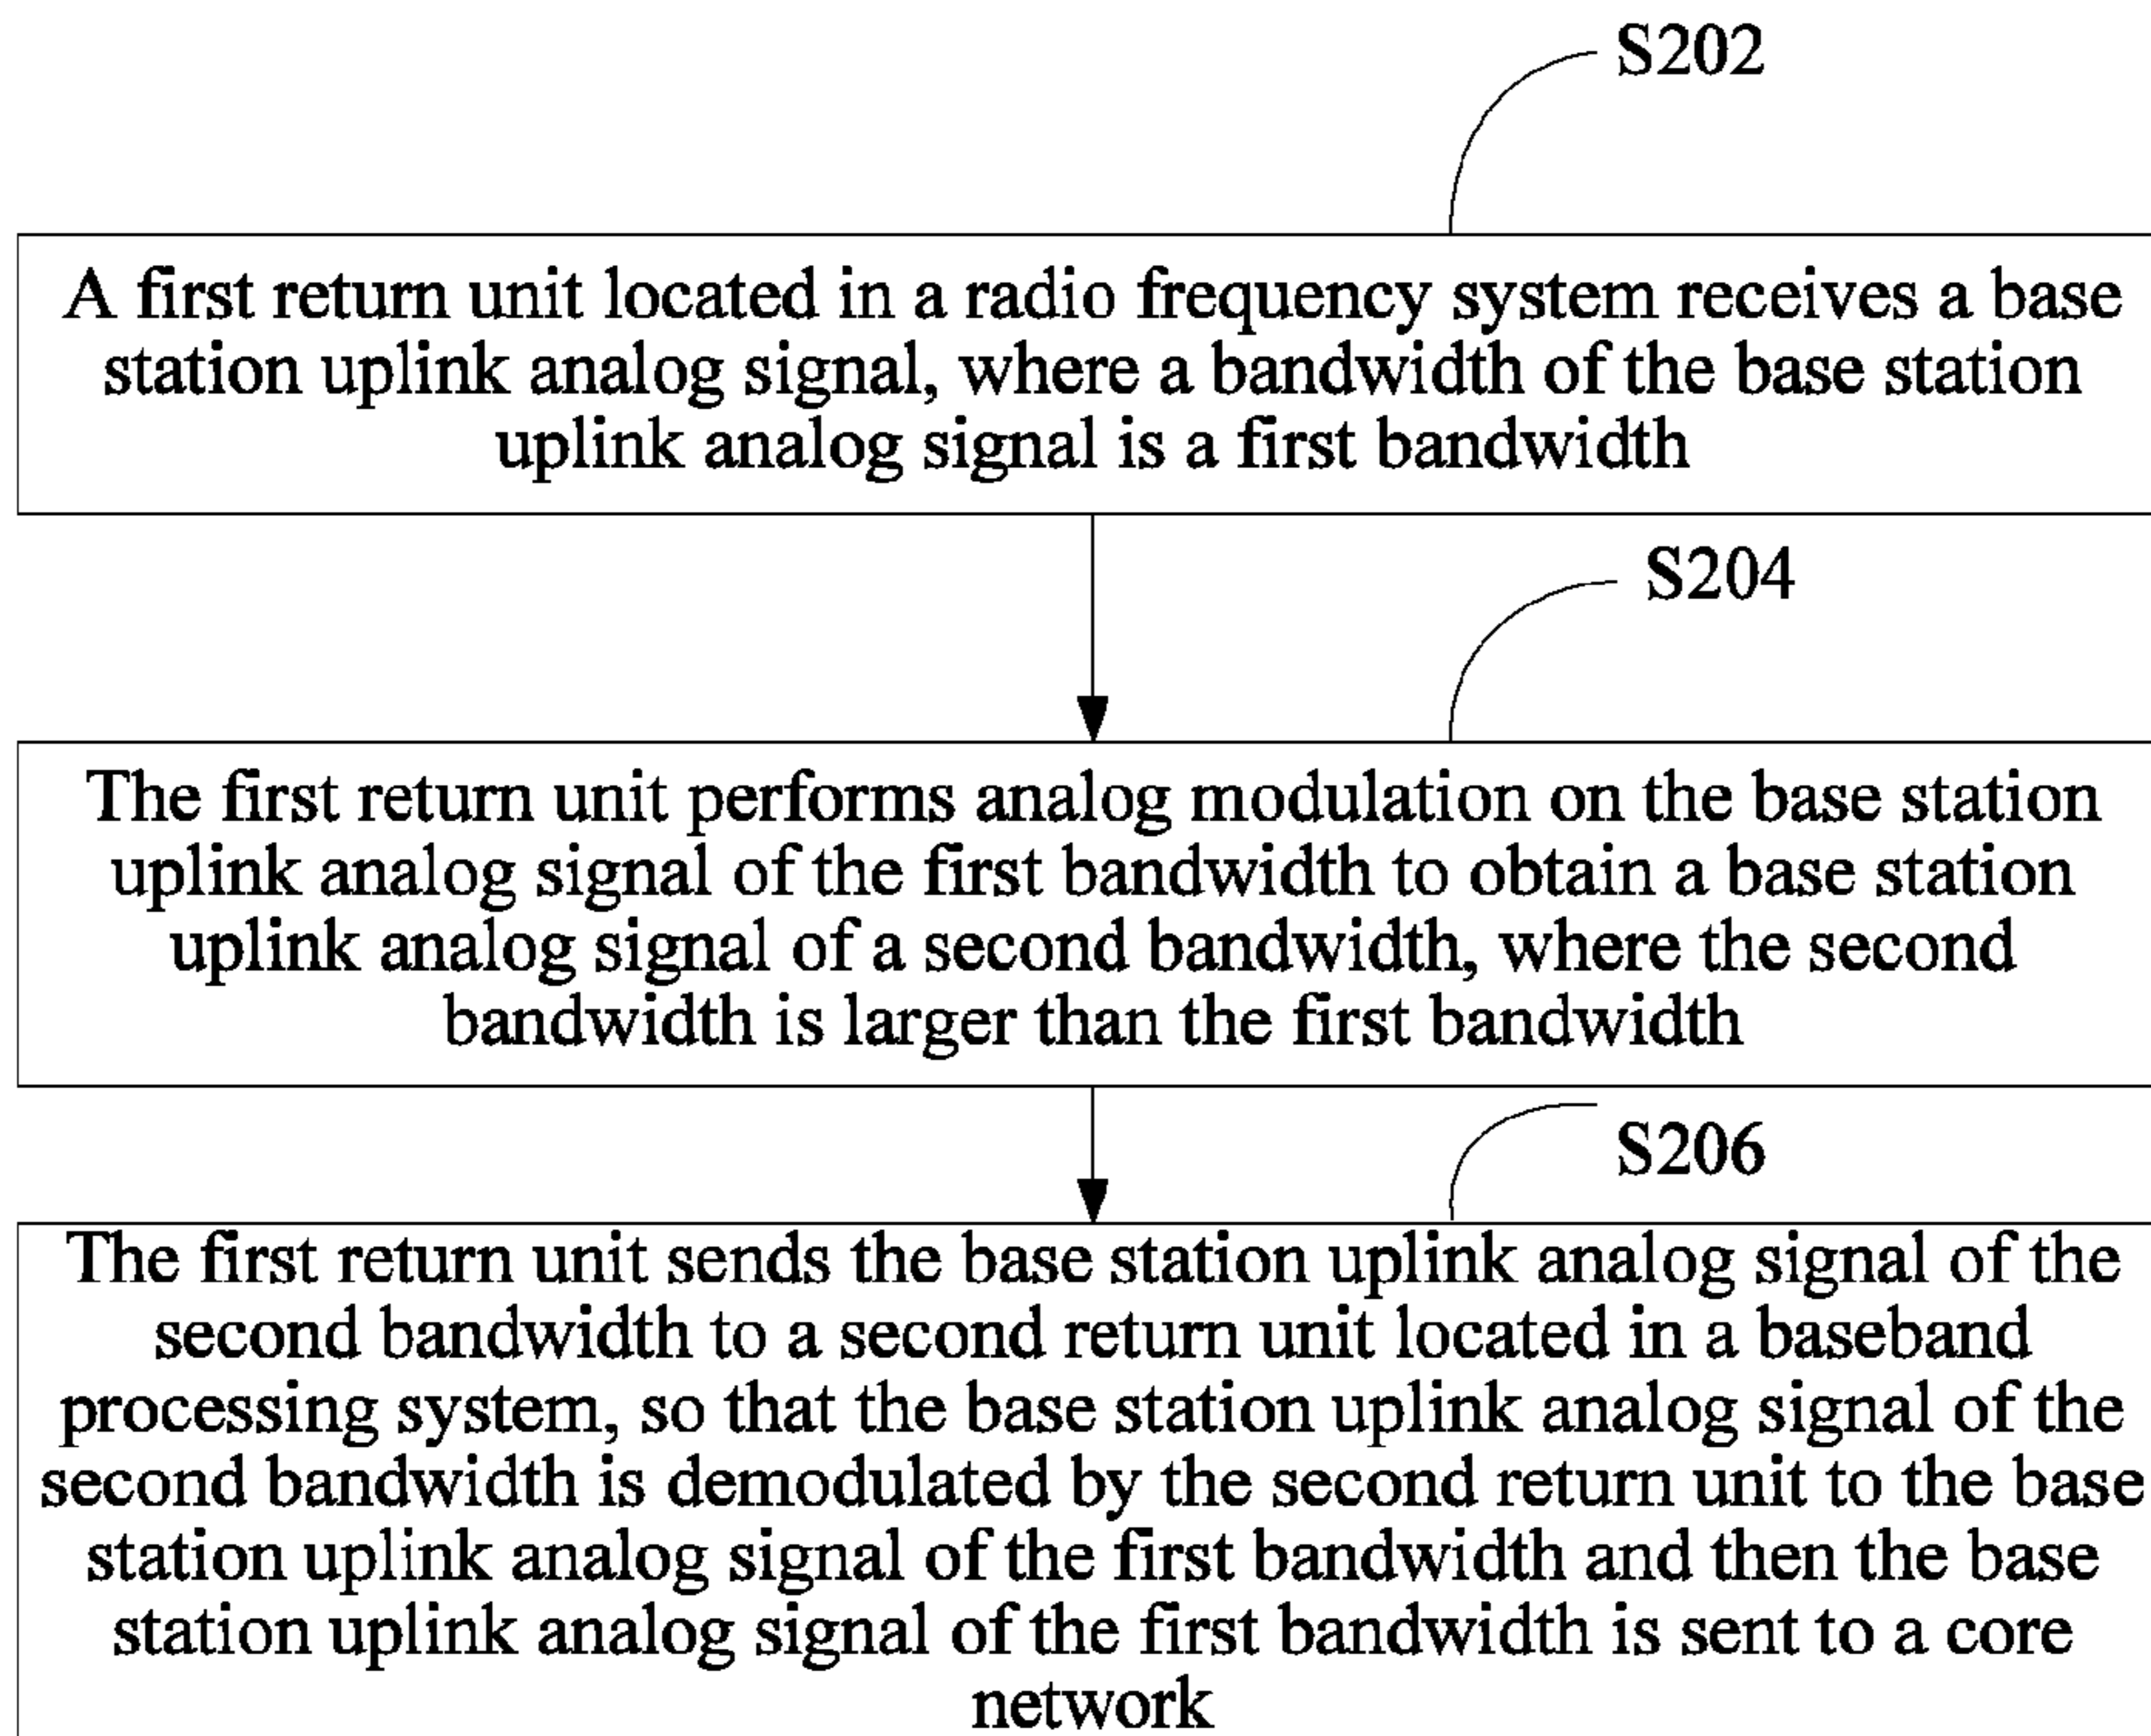 S202
A first return unit located in a radio frequency system receives a base
station uplink analog signal, where a bandwidth of the base station
uplink analog signal is a first bandwidth
S204
The first return unit performs analog modulation on the base station
uplink analog signal of the first bandwidth to obtain a base station
uplink analog signal of a second bandwidth, where the second
bandwidth is larger than the first bandwidth
S206
The first return unit sends the base station uplink analog signal of the
second bandwidth to a second return unit located in a baseband
processing system, so that the base station uplink analog signal of the
second bandwidth is demodulated by the second return unit to the base
station uplink analog signal of the first bandwidth and then the base
station uplink analog signal of the first bandwidth is sent to a core
network